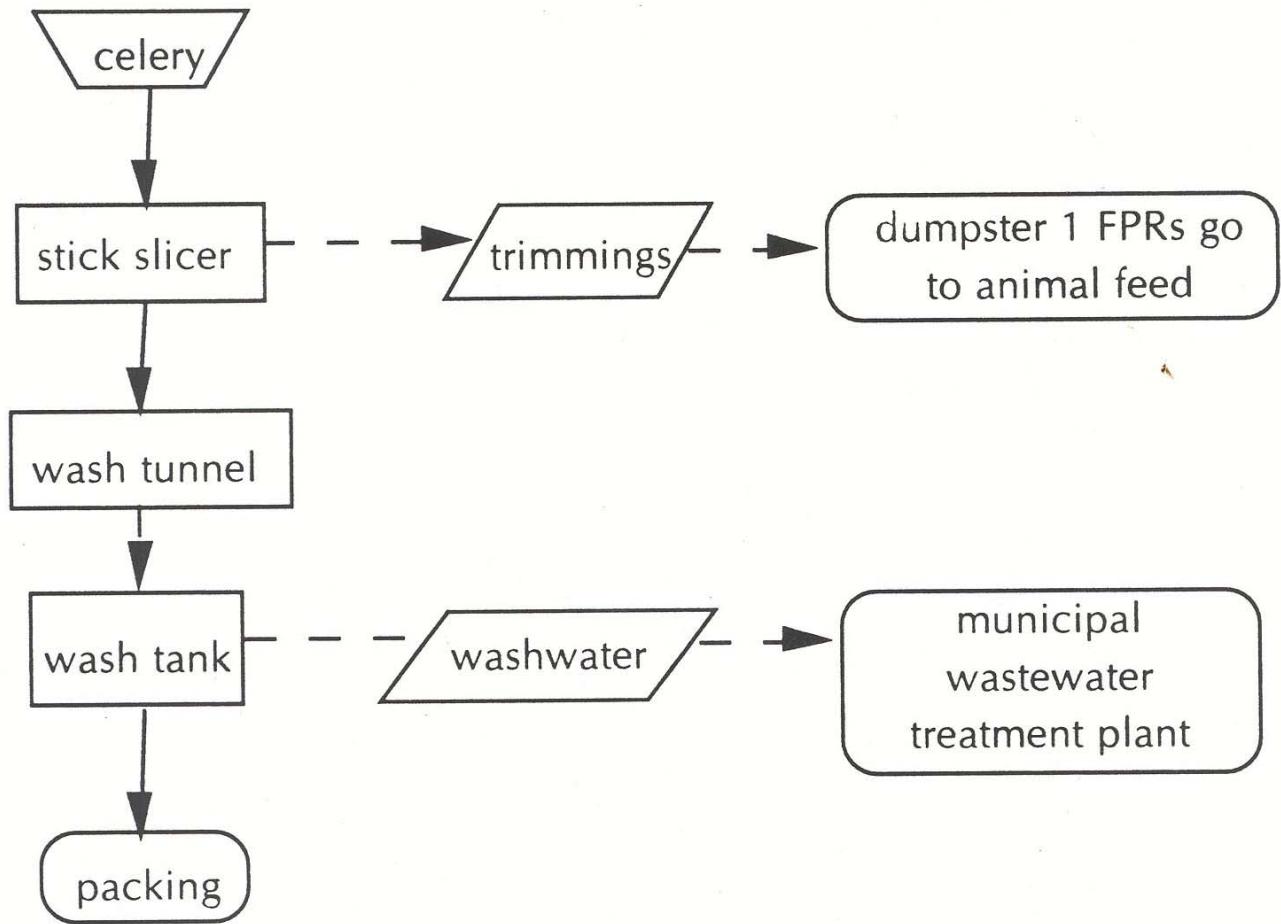 celery
stick slicer
trimmings
dumpster 1 FPRs go
to animal feed
wash tunnel
wash tank
washwater
municipal
wastewater
treatment plant
packing